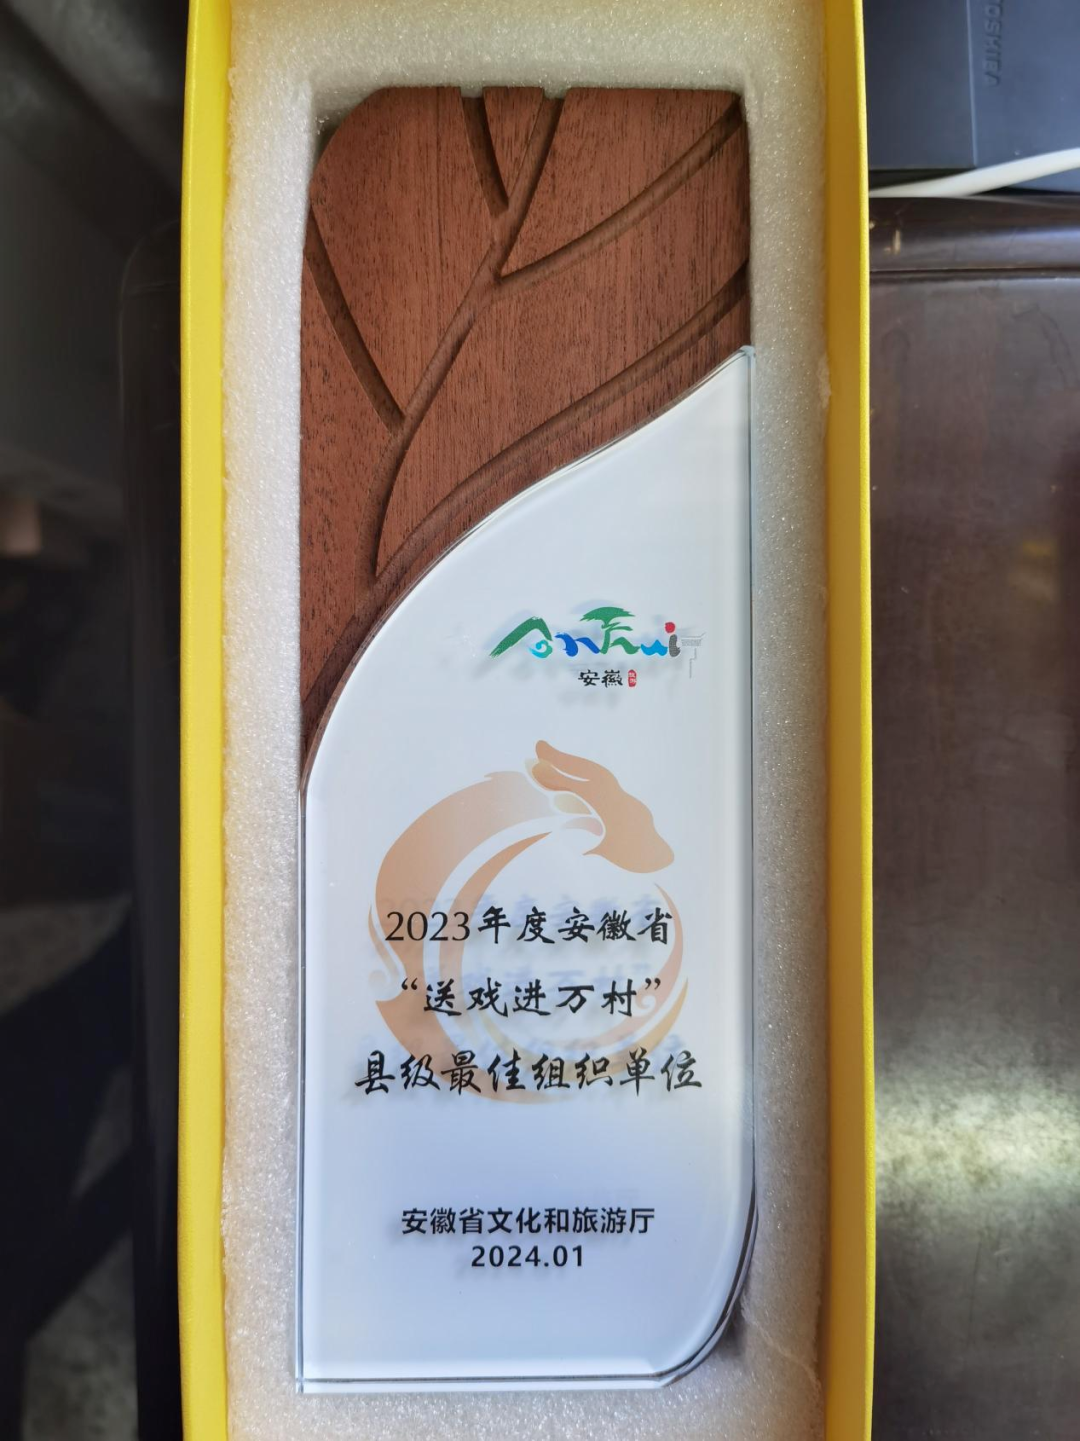 TOSHIBA
AnHui
安徽
2023年度安徽省
“送戏进万村”
县级最佳组织单位
安徽省文化和旅游厅
2024.01